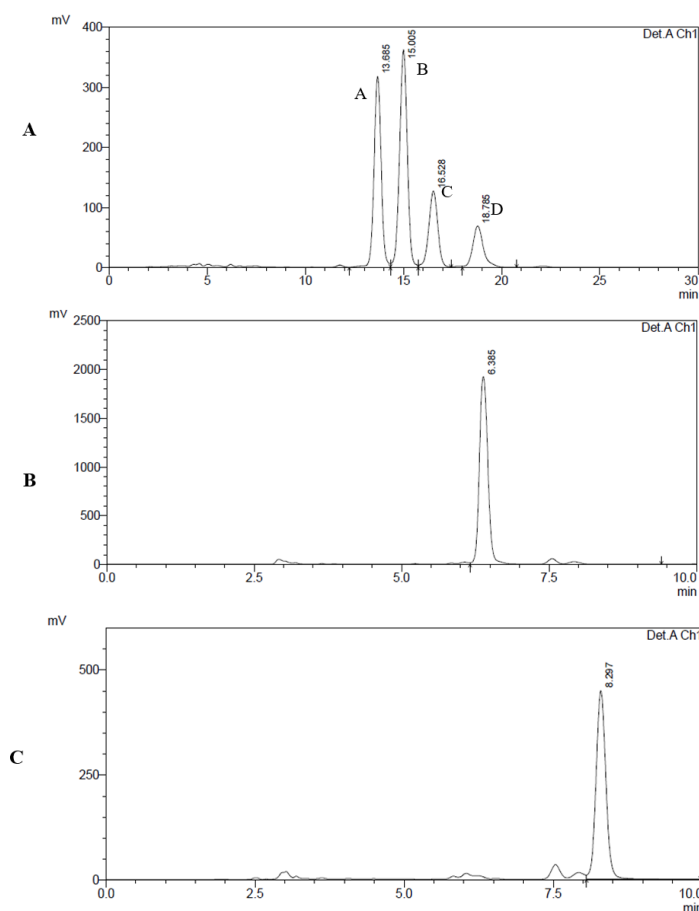 mV
Det.A Ch1
400
300
200
100
0
13.685
15.005
16.528
18.785
A
B
C
D
A
0 5 10 15 20 25 30
min
mV
Det.A Ch1
2500
2000
1500
1000
500
0
6.385
B
0.0 2.5 5.0 7.5 10.0
min
mV
Det.A Ch1
500
250
0
8.297
C
0.0 2.5 5.0 7.5 10.0
min